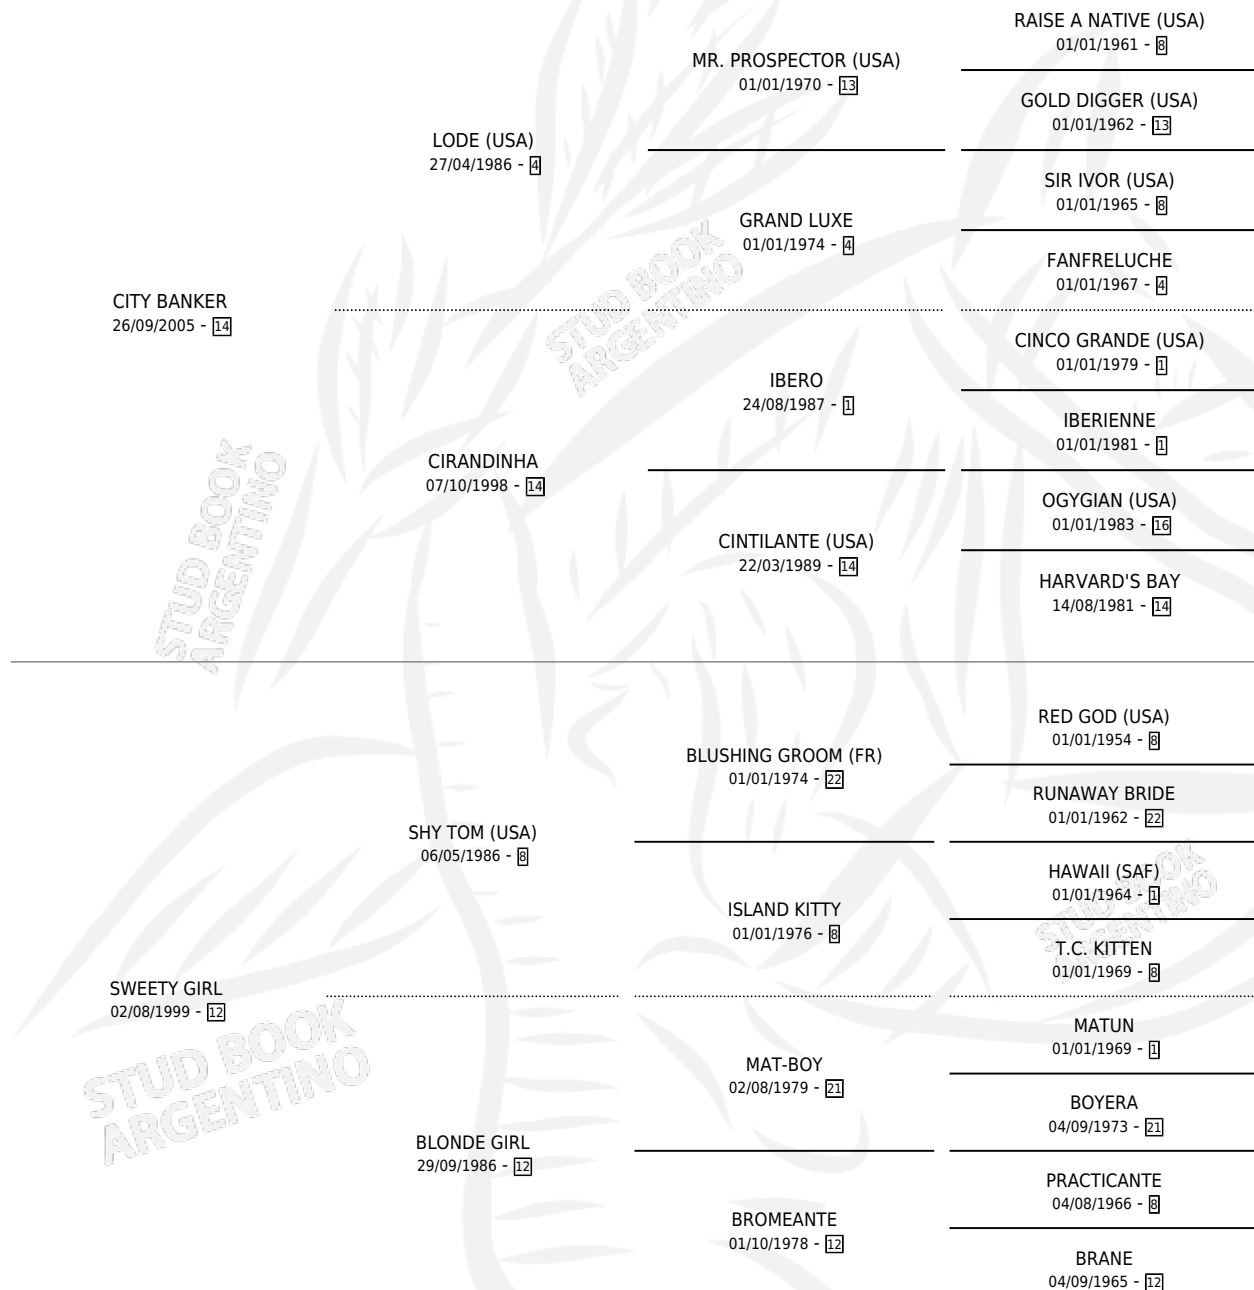 RAISE A NATIVE (USA)
01/01/1961 - 8
MR. PROSPECTOR (USA)
01/01/1970 - 13
GOLD DIGGER (USA)
01/01/1962 - 13
LODE (USA)
27/04/1986 - 4
SIR IVOR (USA)
01/01/1965 - 8
GRAND LUXE
01/01/1974 - 4
FANFRELUCHE
01/01/1967 - 4
CITY BANKER
26/09/2005 - 14
STUD BOOK
ARGENTINO
CINCO GRANDE (USA)
01/01/1979 - 1
IBERO
24/08/1987 - 1
IBERIENNE
01/01/1981 - 1
CIRANDINHA
07/10/1998 - 14
OGYGIAN (USA)
01/01/1983 - 16
CINTILANTE (USA)
22/03/1989 - 14
HARVARD'S BAY
14/08/1981 - 14
STUD BOOK
ARGENTINO
RED GOD (USA)
01/01/1954 - 8
BLUSHING GROOM (FR)
01/01/1974 - 22
RUNAWAY BRIDE
01/01/1962 - 22
SHY TOM (USA)
06/05/1986 - 8
HAWAII (SAF)
01/01/1964 - 1
ISLAND KITTY
01/01/1976 - 8
STUD BOOK
ARGENTINO
T.C. KITTEN
01/01/1969 - 8
SWEETY GIRL
02/08/1999 - 12
STUD BOOK
ARGENTINO
MATUN
01/01/1969 - 1
MAT-BOY
02/08/1979 - 21
BOYERA
04/09/1973 - 21
BLONDE GIRL
29/09/1986 - 12
PRACTICANTE
04/08/1966 - 8
BROMEANTE
01/10/1978 - 12
BRANE
04/09/1965 - 12